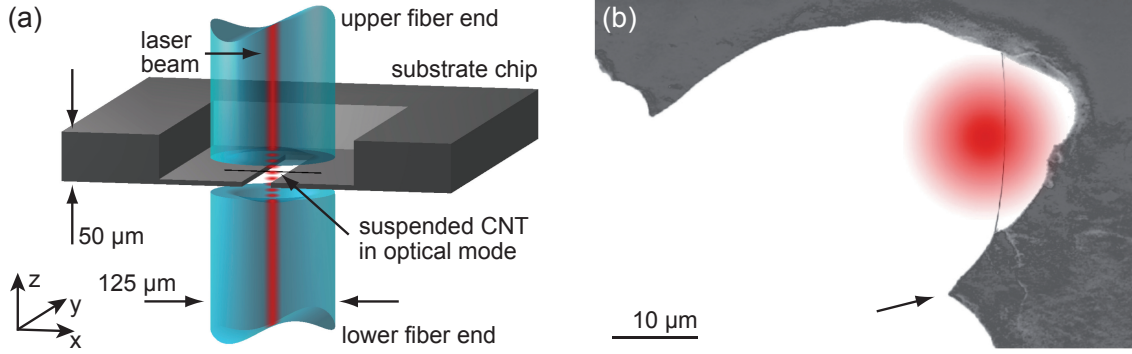 (a)
upper fiber end
laser
beam
substrate chip
50 µm
suspended CNT
in optical mode
125 µm
z
y
x
lower fiber end
(b)
10 µm